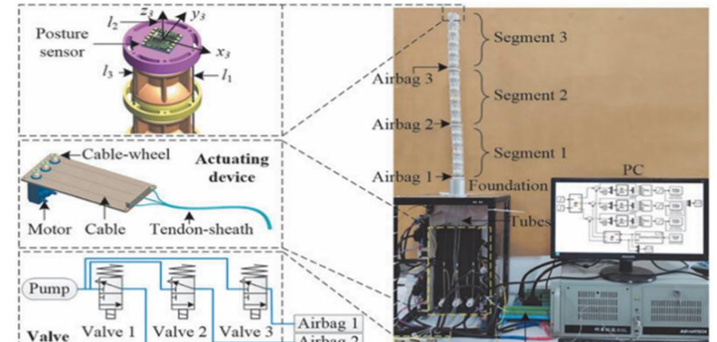 z3
y3
l2
Posture
sensor
x3
l3
l1
Segment 3
Airbag 3
Segment 2
Airbag 2
Segment 1
Airbag 1
Foundation
PC
Tubes
Cable-wheel
Actuating
device
Motor
Cable
Tendon-sheath
Pump
Valve 1
Valve 2
Valve 3
Airbag 1
Airbag 2
Valve
ADVANTECH